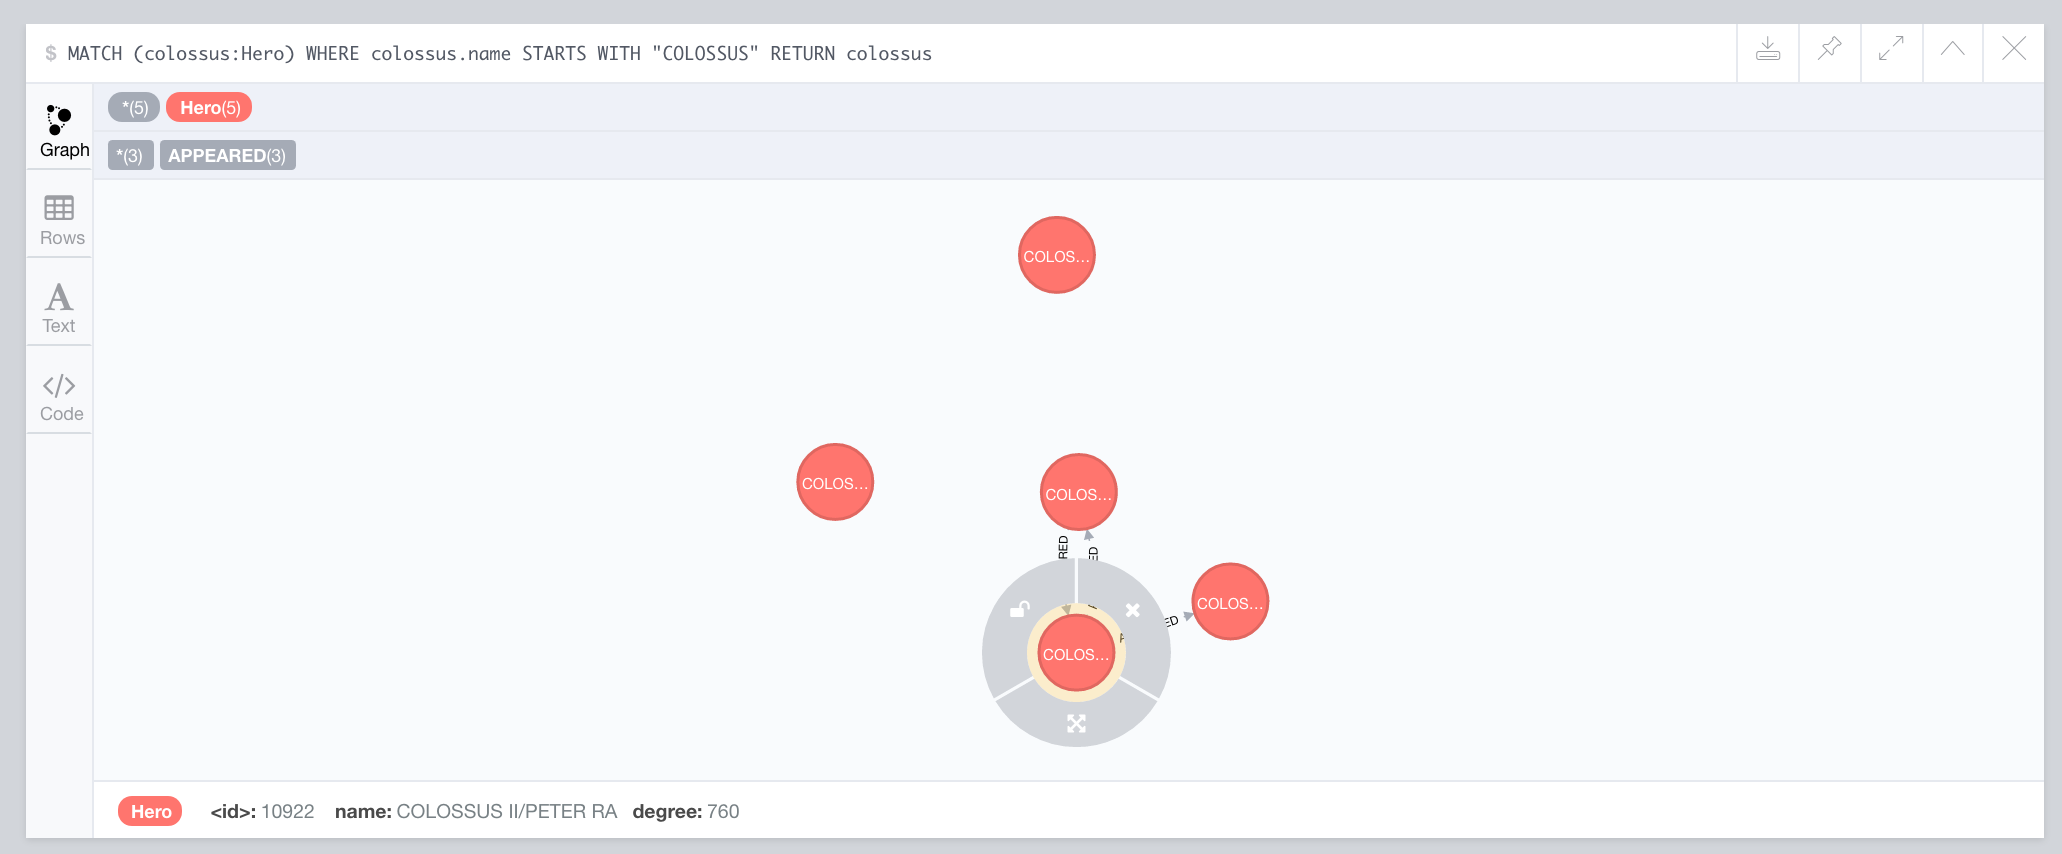 $ MATCH (colossus:Hero) WHERE colossus.name STARTS WITH "COLOSSUS" RETURN colossus
*(5) Hero(5)
*(3) APPEARED(3)
Graph
Rows
Text
Code
COLOS...
COLOS...
COLOS...
RED
ED
COLOS...
ED
COLOS...
Hero <id>: 10922 name: COLOSSUS II/PETER RA degree: 760